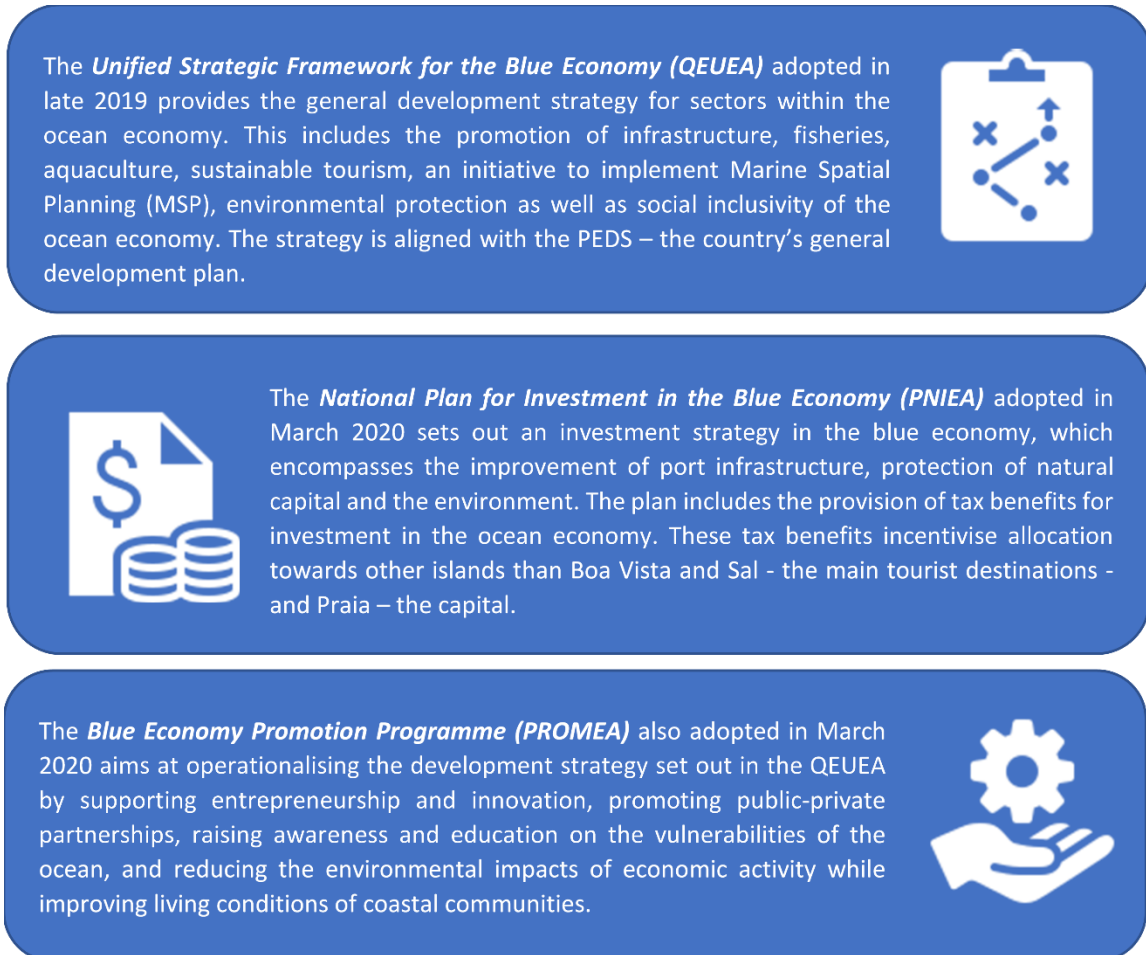 The Unified Strategic Framework for the Blue Economy (QEUEA) adopted in
late 2019 provides the general development strategy for sectors within the
ocean economy. This includes the promotion of infrastructure, fisheries,
aquaculture, sustainable tourism, an initiative to implement Marine Spatial
Planning (MSP), environmental protection as well as social inclusivity of the
ocean economy. The strategy is aligned with the PEDS – the country's general
development plan.
The National Plan for Investment in the Blue Economy (PNIEA) adopted in
March 2020 sets out an investment strategy in the blue economy, which
encompasses the improvement of port infrastructure, protection of natural
capital and the environment. The plan includes the provision of tax benefits for
investment in the ocean economy. These tax benefits incentivise allocation
towards other islands than Boa Vista and Sal - the main tourist destinations -
and Praia – the capital.
The Blue Economy Promotion Programme (PROMEA) also adopted in March
2020 aims at operationalising the development strategy set out in the QEUEA
by supporting entrepreneurship and innovation, promoting public-private
partnerships, raising awareness and education on the vulnerabilities of the
ocean, and reducing the environmental impacts of economic activity while
improving living conditions of coastal communities.